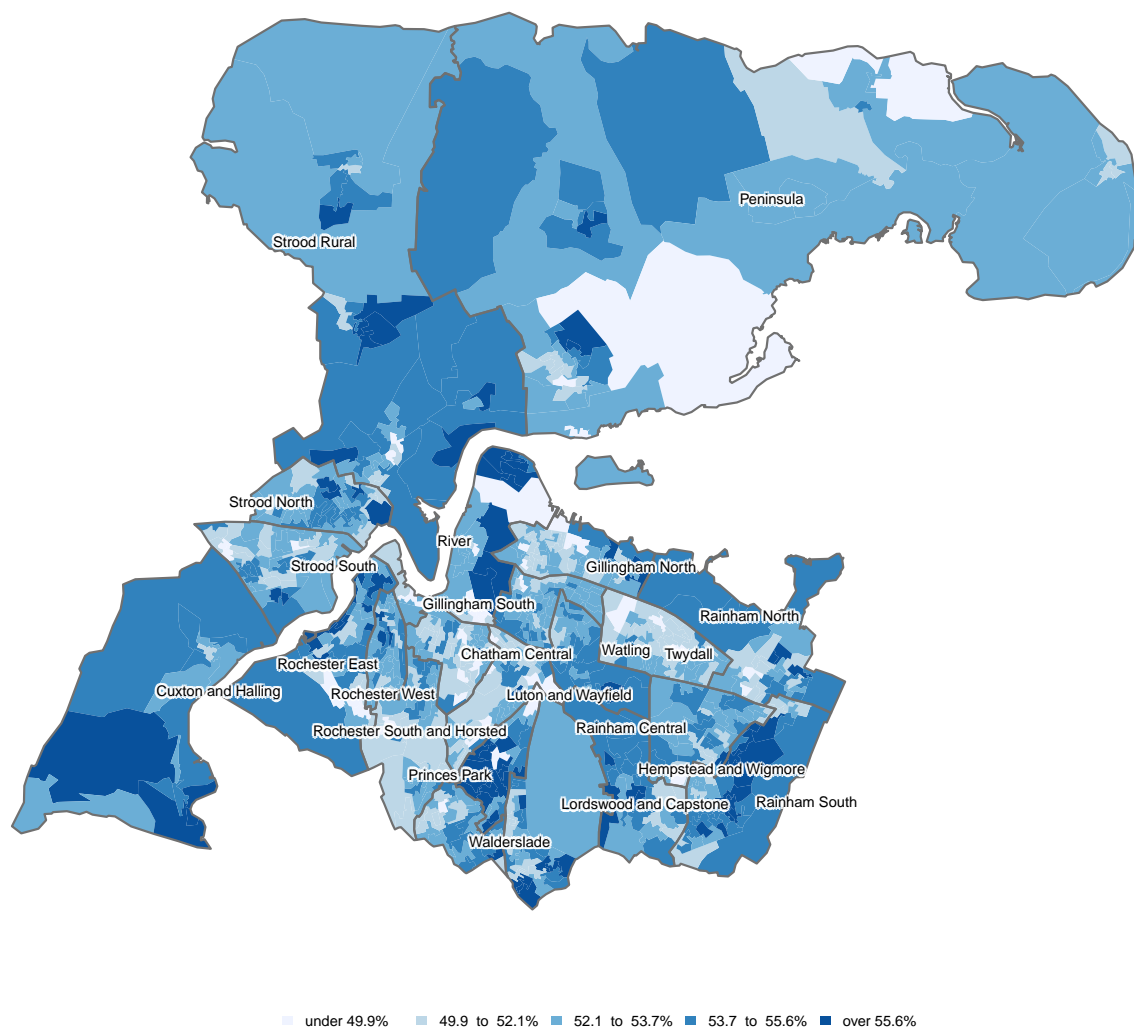 Peninsula
Strood Rural
Strood North
River
Strood South
Gillingham North
Gillingham South
Rainham North
Chatham Central
Watling
Twydall
Rochester East
Cuxton and Halling
Rochester West
Luton and Wayfield
Rochester South and Horsted
Rainham Central
Princes Park
Hempstead and Wigmore
Lordswood and Capstone
Rainham South
Walderslade
under 49.9% 49.9 to 52.1% 52.1 to 53.7% 53.7 to 55.6% over 55.6%